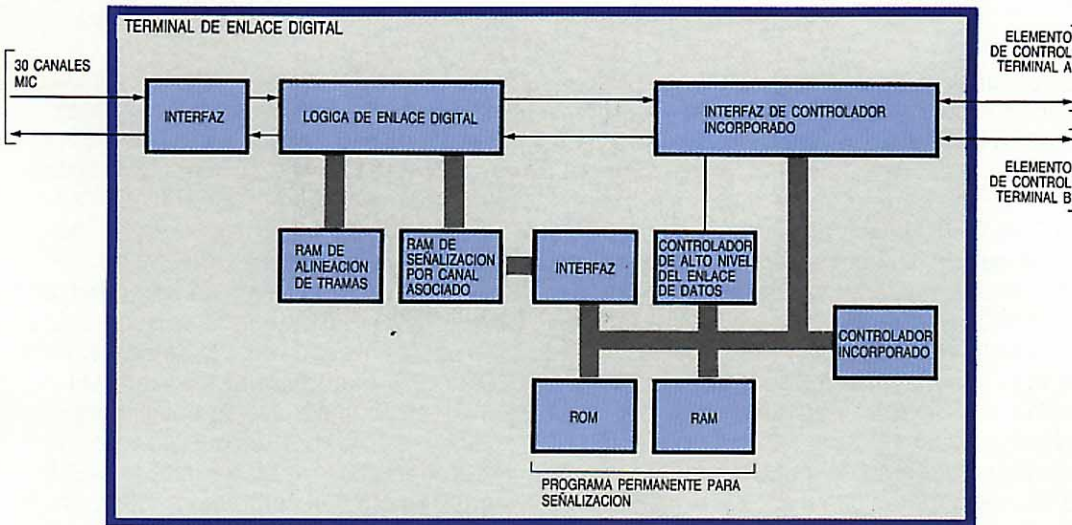 TERMINAL DE ENLACE DIGITAL
30 CANALES
MIC
INTERFAZ
LOGICA DE ENLACE DIGITAL
INTERFAZ DE CONTROLADOR
INCORPORADO
ELEMENTO
DE CONTROL
TERMINAL A
ELEMENTO
DE CONTROL
TERMINAL B
RAM DE
ALINEACION
DE TRAMAS
RAM DE
SEÑALIZACION
POR CANAL
ASOCIADO
INTERFAZ
CONTROLADOR
DE ALTO NIVEL
DEL ENLACE
DE DATOS
CONTROLADOR
INCORPORADO
ROM
RAM
PROGRAMA PERMANENTE PARA
SEÑALIZACION